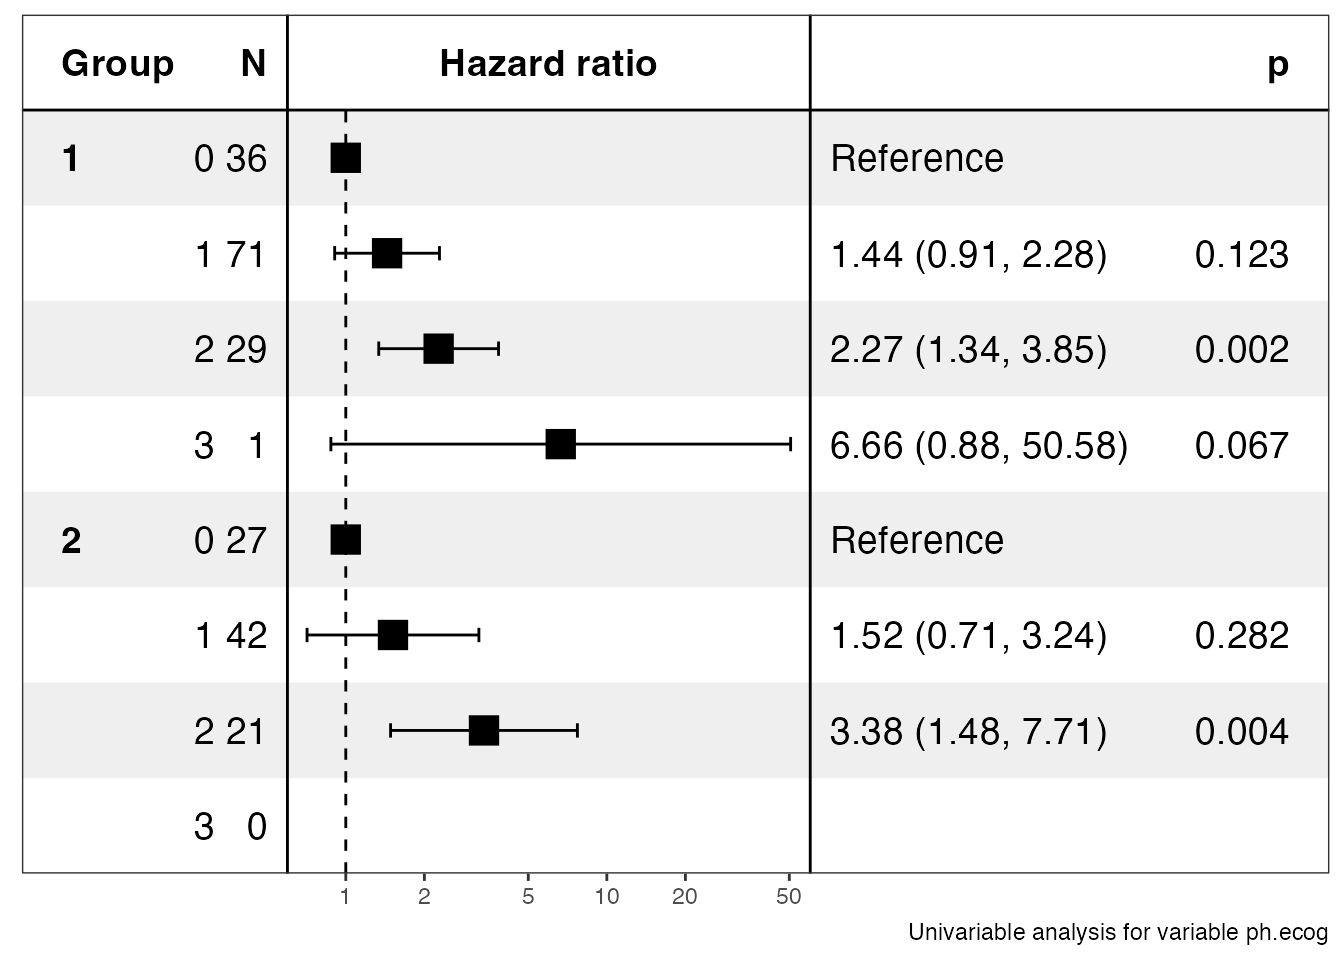 Group N Hazard ratio p
1 0 36 Reference
1 71 1.44 (0.91, 2.28) 0.123
2 29 2.27 (1.34, 3.85) 0.002
3 1 6.66 (0.88, 50.58) 0.067
2 0 27 Reference
1 42 1.52 (0.71, 3.24) 0.282
2 21 3.38 (1.48, 7.71) 0.004
3 0
1 2 5 10 20 50
Univariable analysis for variable ph.ecog